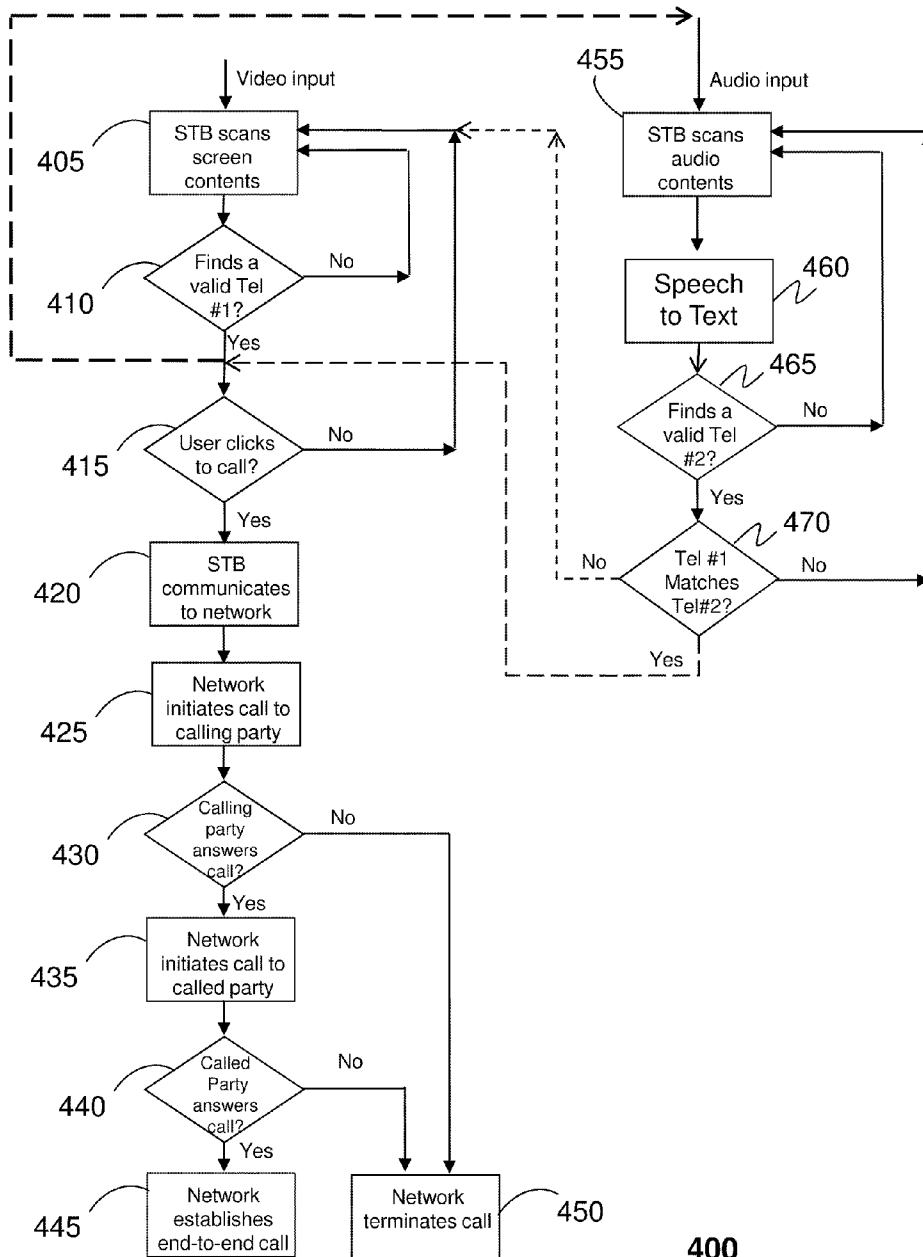 Video input
405
STB scans
screen
contents
410
Finds a
valid Tel
#1?
No
Yes
415
User clicks
to call?
No
Yes
420
STB
communicates
to network
425
Network
initiates call to
calling party
430
Calling
party
answers
call?
No
Yes
435
Network
initiates call to
called party
440
Called
Party
answers
call?
No
Yes
445
Network
establishes
end-to-end call
Network
terminates call
450
455
Audio input
STB scans
audio
contents
Speech
to Text
460
465
Finds a
valid Tel
#2?
No
Yes
470
Tel #1
Matches
Tel#2?
No
No
Yes
400